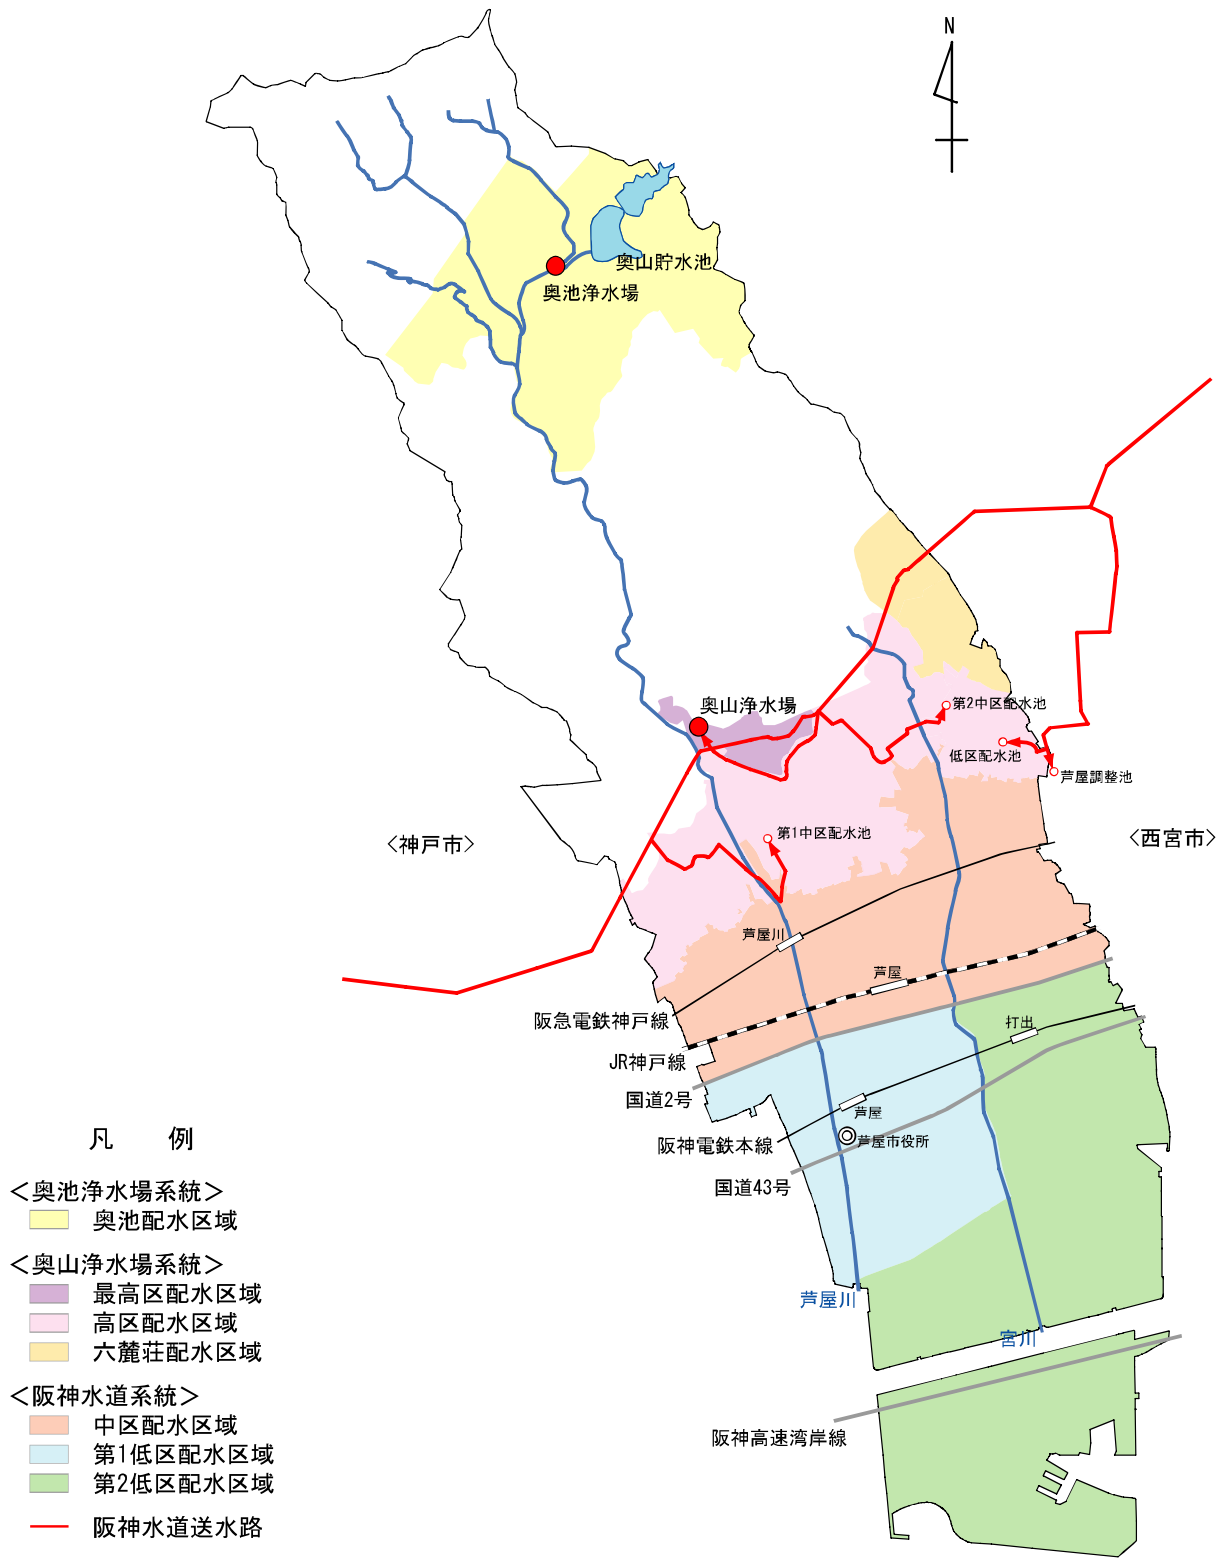 N
奥山貯水池
奥池浄水場
奥山浄水場
第2中区配水池
低区配水池
芦屋調整池
<神戸市>
<西宮市>
第1中区配水池
芦屋川
芦屋
阪急電鉄神戸線
打出
JR神戸線
国道2号
芦屋
阪神電鉄本線
芦屋市役所
国道43号
芦屋川
宮川
阪神高速湾岸線
凡 例
<奥池浄水場系統>
奥池配水区域
<奥山浄水場系統>
最高区配水区域
高区配水区域
六麓荘配水区域
<阪神水道系統>
中区配水区域
第1低区配水区域
第2低区配水区域
阪神水道送水路